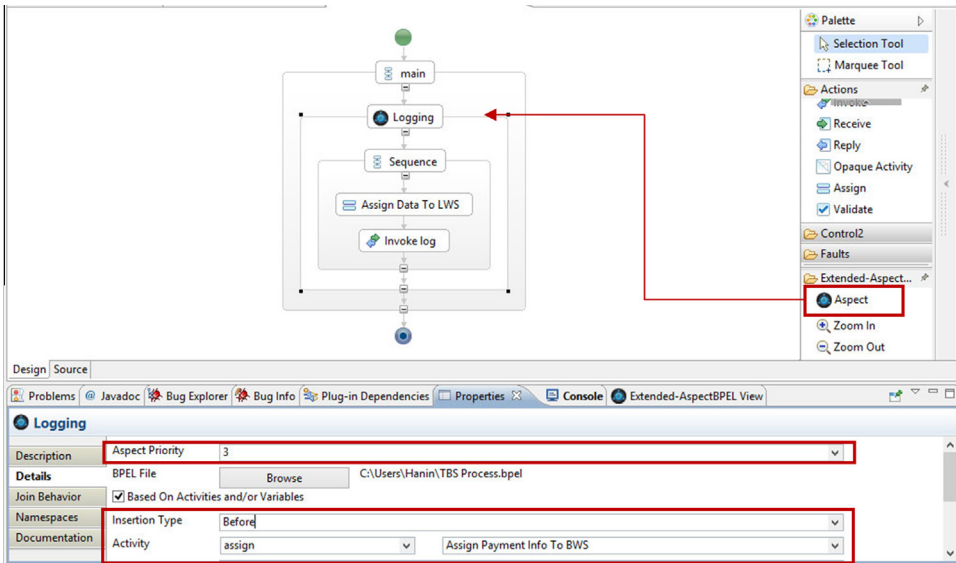 Palette
Selection Tool
Marquee Tool
Actions
Invoke
Receive
Reply
Opaque Activity
Assign
Validate
Control2
Faults
Extended-Aspect...
Aspect
Zoom In
Zoom Out
main
Logging
Sequence
Assign Data To LWS
Invoke log
Design Source
Problems @ Javadoc Bug Explorer Bug Info Plug-in Dependencies Properties Console Extended-AspectBPEL View
Logging
Description
Details
Join Behavior
Namespaces
Documentation
Aspect Priority 3
BPEL File Browse C:\Users\Hanin\TBS Process.bpel
Based On Activities and/or Variables
Insertion Type Before
Activity assign Assign Payment Info To BWS